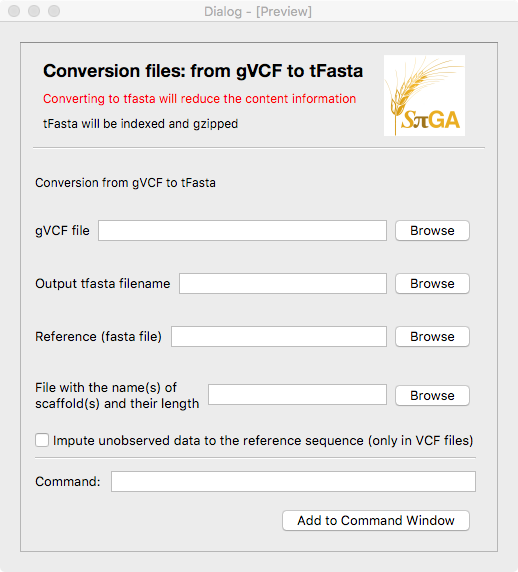 Dialog - [Preview]
Conversion files: from gVCF to tFasta
Converting to tfasta will reduce the content information
tFasta will be indexed and gzipped
SπGA
Conversion from gVCF to tFasta
gVCF file
Browse
Output tfasta filename
Browse
Reference (fasta file)
Browse
File with the name(s) of
scaffold(s) and their length
Browse
Impute unobserved data to the reference sequence (only in VCF files)
Command:
Add to Command Window